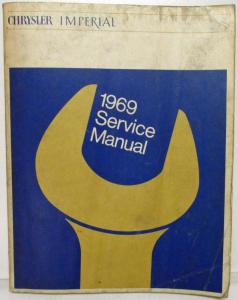 CHRYSLER IMPERIAL
1969
Service
Manual